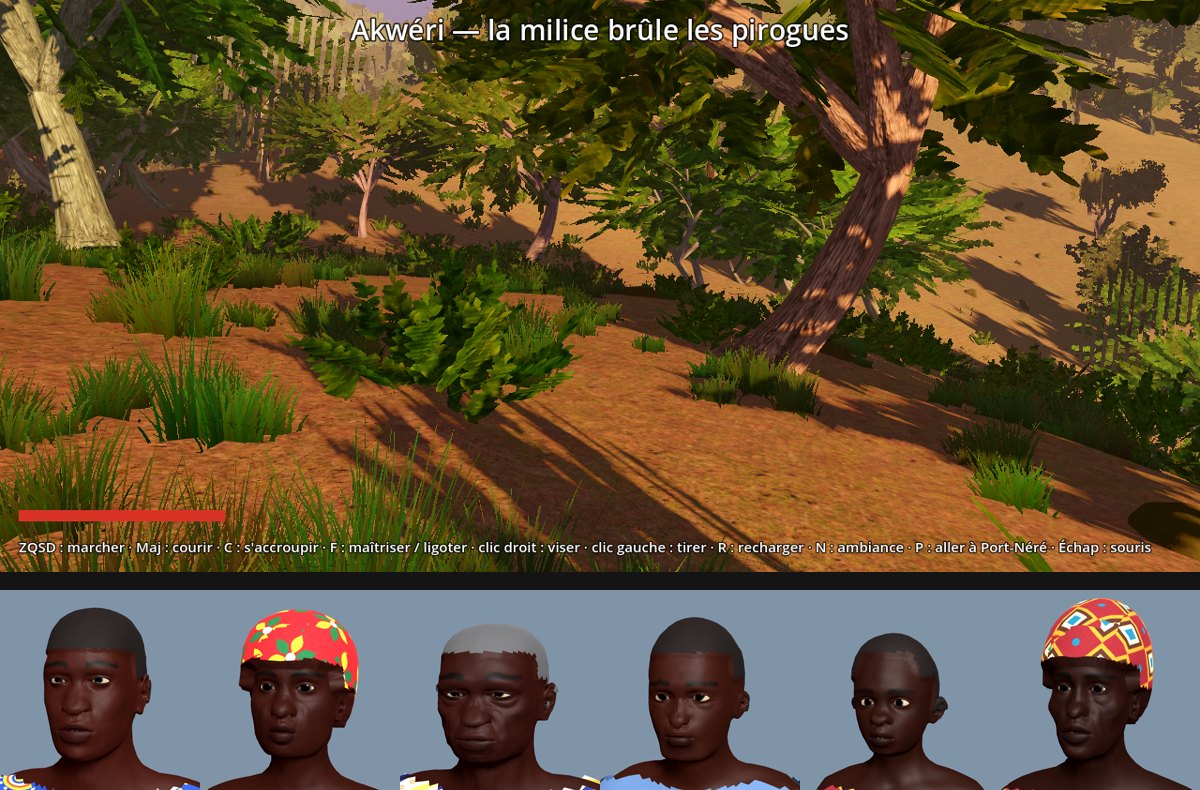 Akwéri — la milice brûle les pirogues
ZQSD : marcher · Maj : courir · C : s'accroupir · F : maîtriser / ligoter · clic droit : viser · clic gauche : tirer · R : recharger · N : ambiance · P : aller à Port-Néré · Échap : souris